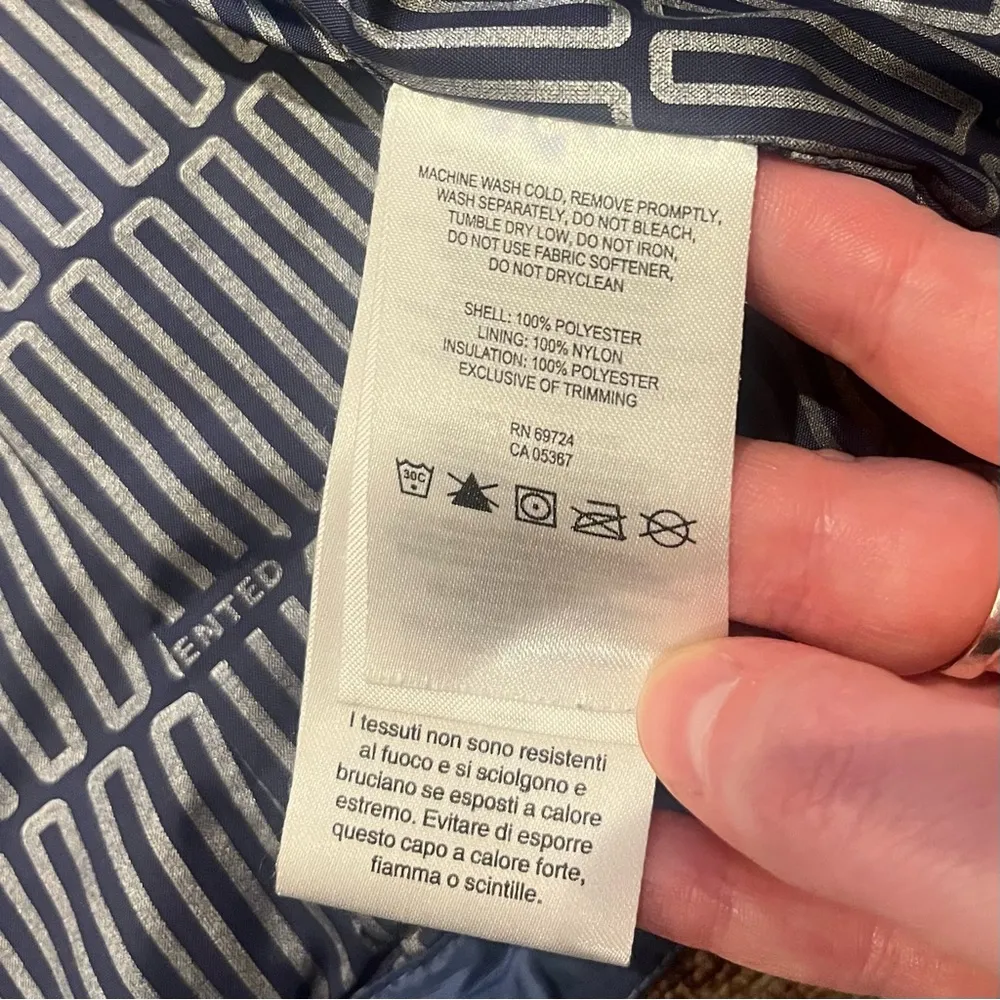 MACHINE WASH COLD, REMOVE PROMPTLY,
WASH SEPARATELY, DO NOT BLEACH,
TUMBLE DRY LOW, DO NOT IRON,
DO NOT USE FABRIC SOFTENER,
DO NOT DRYCLEAN
SHELL: 100% POLYESTER
LINING: 100% NYLON
INSULATION: 100% POLYESTER
EXCLUSIVE OF TRIMMING
RN 69724
CA 05367
30C
ENTED
I tessuti non sono resistenti
al fuoco e si sciolgono e
bruciano se esposti a calore
estremo. Evitare di esporre
questo capo a calore forte,
fiamma o scintille.